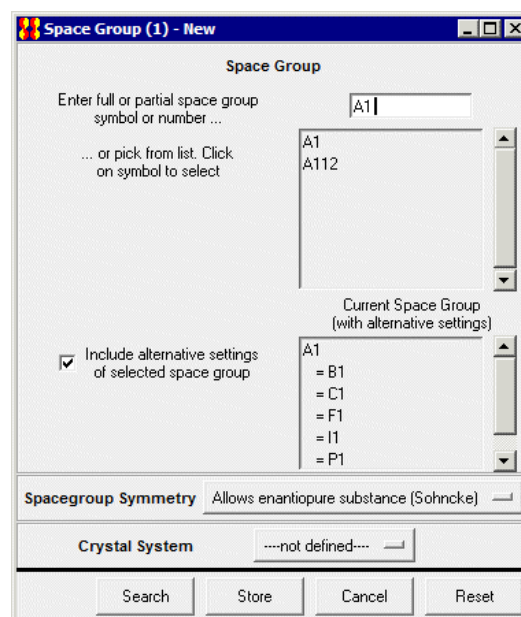 Space Group (1) - New
Space Group
Enter full or partial space group
symbol or number ...
A1
... or pick from list. Click
on symbol to select
A1
A112
Current Space Group
(with alternative settings)
Include alternative settings
of selected space group
A1
= B1
= C1
= F1
= I1
= P1
Spacegroup Symmetry
Allows enantiopure substance (Sohncke)
Crystal System
----not defined----
Search
Store
Cancel
Reset